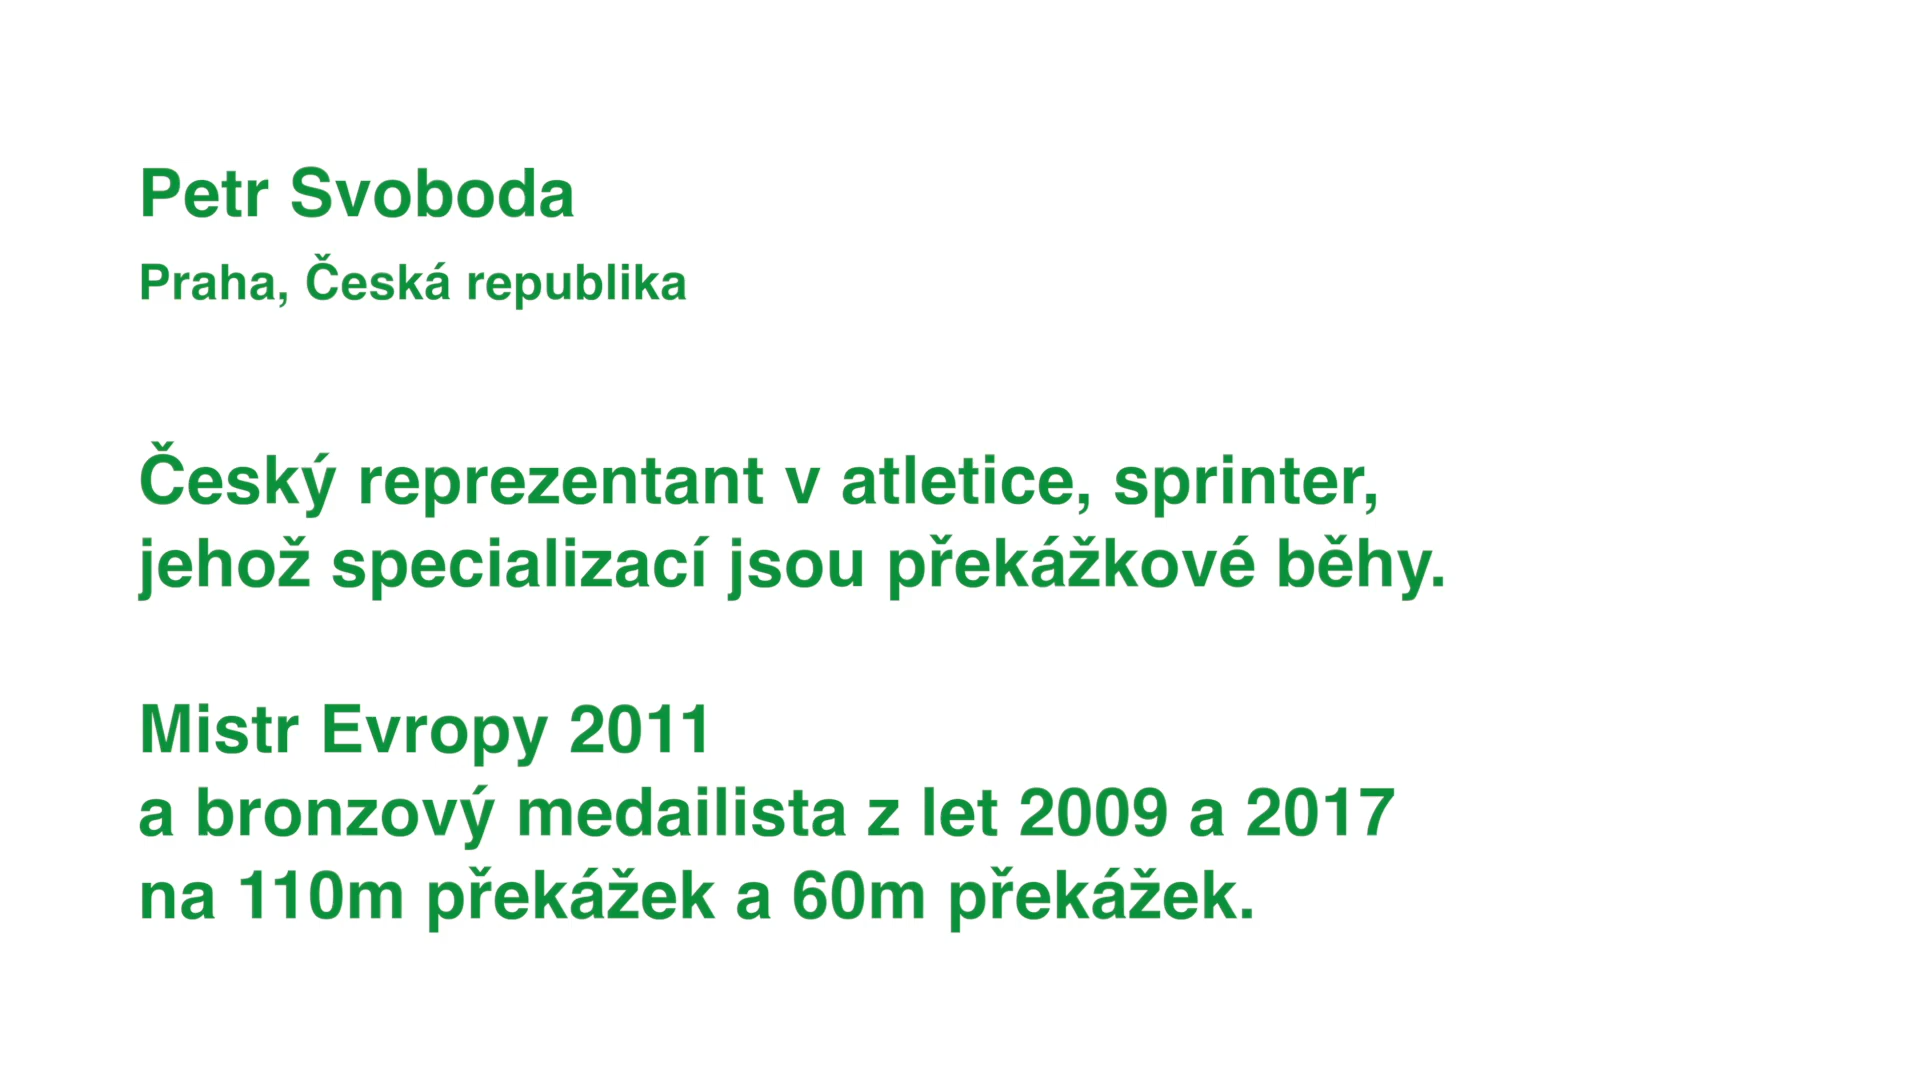 Petr Svoboda
Praha, Česká republika
Český reprezentant v atletice, sprinter,
jehož specializací jsou překážkové běhy.
Mistr Evropy 2011
a bronzový medailista z let 2009 a 2017
na 110m překážek a 60m překážek.